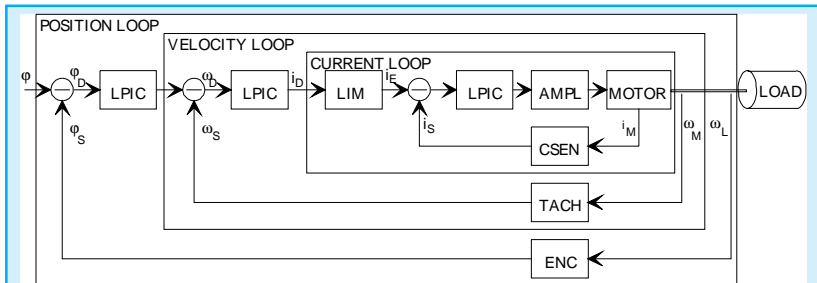 POSITION LOOP
VELOCITY LOOP
CURRENT LOOP
φ
φD
LPIC
ωD
LPIC
iD
LIM
iE
LPIC
AMPL
MOTOR
LOAD
φS
ωS
iS
CSEN
iM
ωM
ωL
TACH
ENC